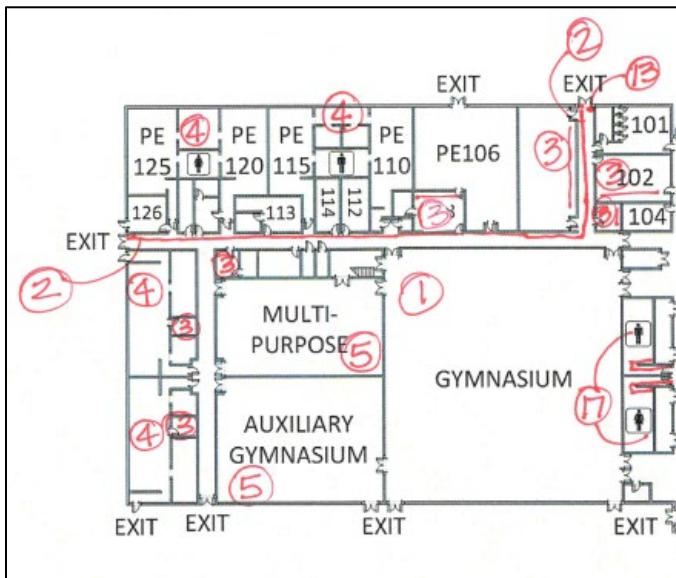 2
EXIT EXIT 13
4 4
PE 125 PE 120 PE 115 PE 110 PE106 3 101
3 102
126 113 114 112 3 31 104
EXIT
2 4 3 1
3 MULTI-PURPOSE 5 GYMNASIUM
17
4 3 AUXILIARY GYMNASIUM
5
EXIT EXIT EXIT EXIT